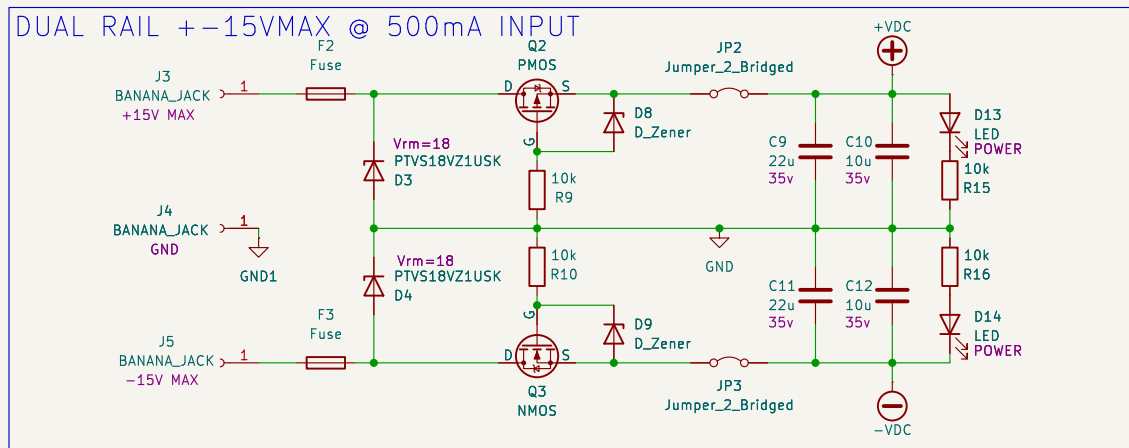 DUAL RAIL +-15VMAX @ 500mA INPUT
F2
Fuse
Q2
PMOS
JP2
Jumper_2_Bridged
+VDC
J3
BANANA_JACK
+15V MAX
1
D
S
G
D8
D_Zener
Vrm=18
PTVS18VZ1USK
D3
10k
R9
C9
22u
35v
C10
10u
35v
D13
LED
POWER
10k
R15
J4
BANANA_JACK
GND
1
GND1
GND
Vrm=18
PTVS18VZ1USK
D4
10k
R10
C11
22u
35v
C12
10u
35v
10k
R16
D14
LED
POWER
F3
Fuse
J5
BANANA_JACK
-15V MAX
1
D
S
G
D9
D_Zener
Q3
NMOS
JP3
Jumper_2_Bridged
-VDC